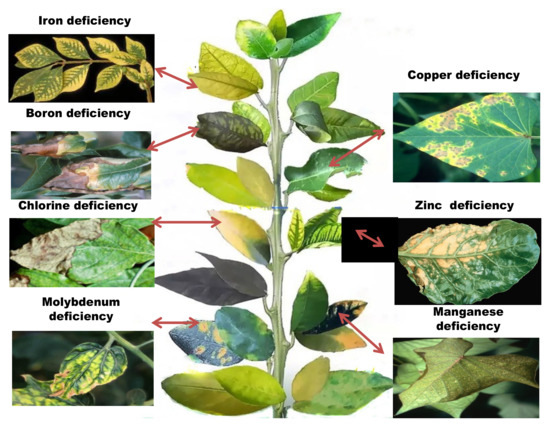 Iron deficiency
Boron deficiency
Chlorine deficiency
Molybdenum
deficiency
Copper deficiency
Zinc deficiency
Manganese
deficiency